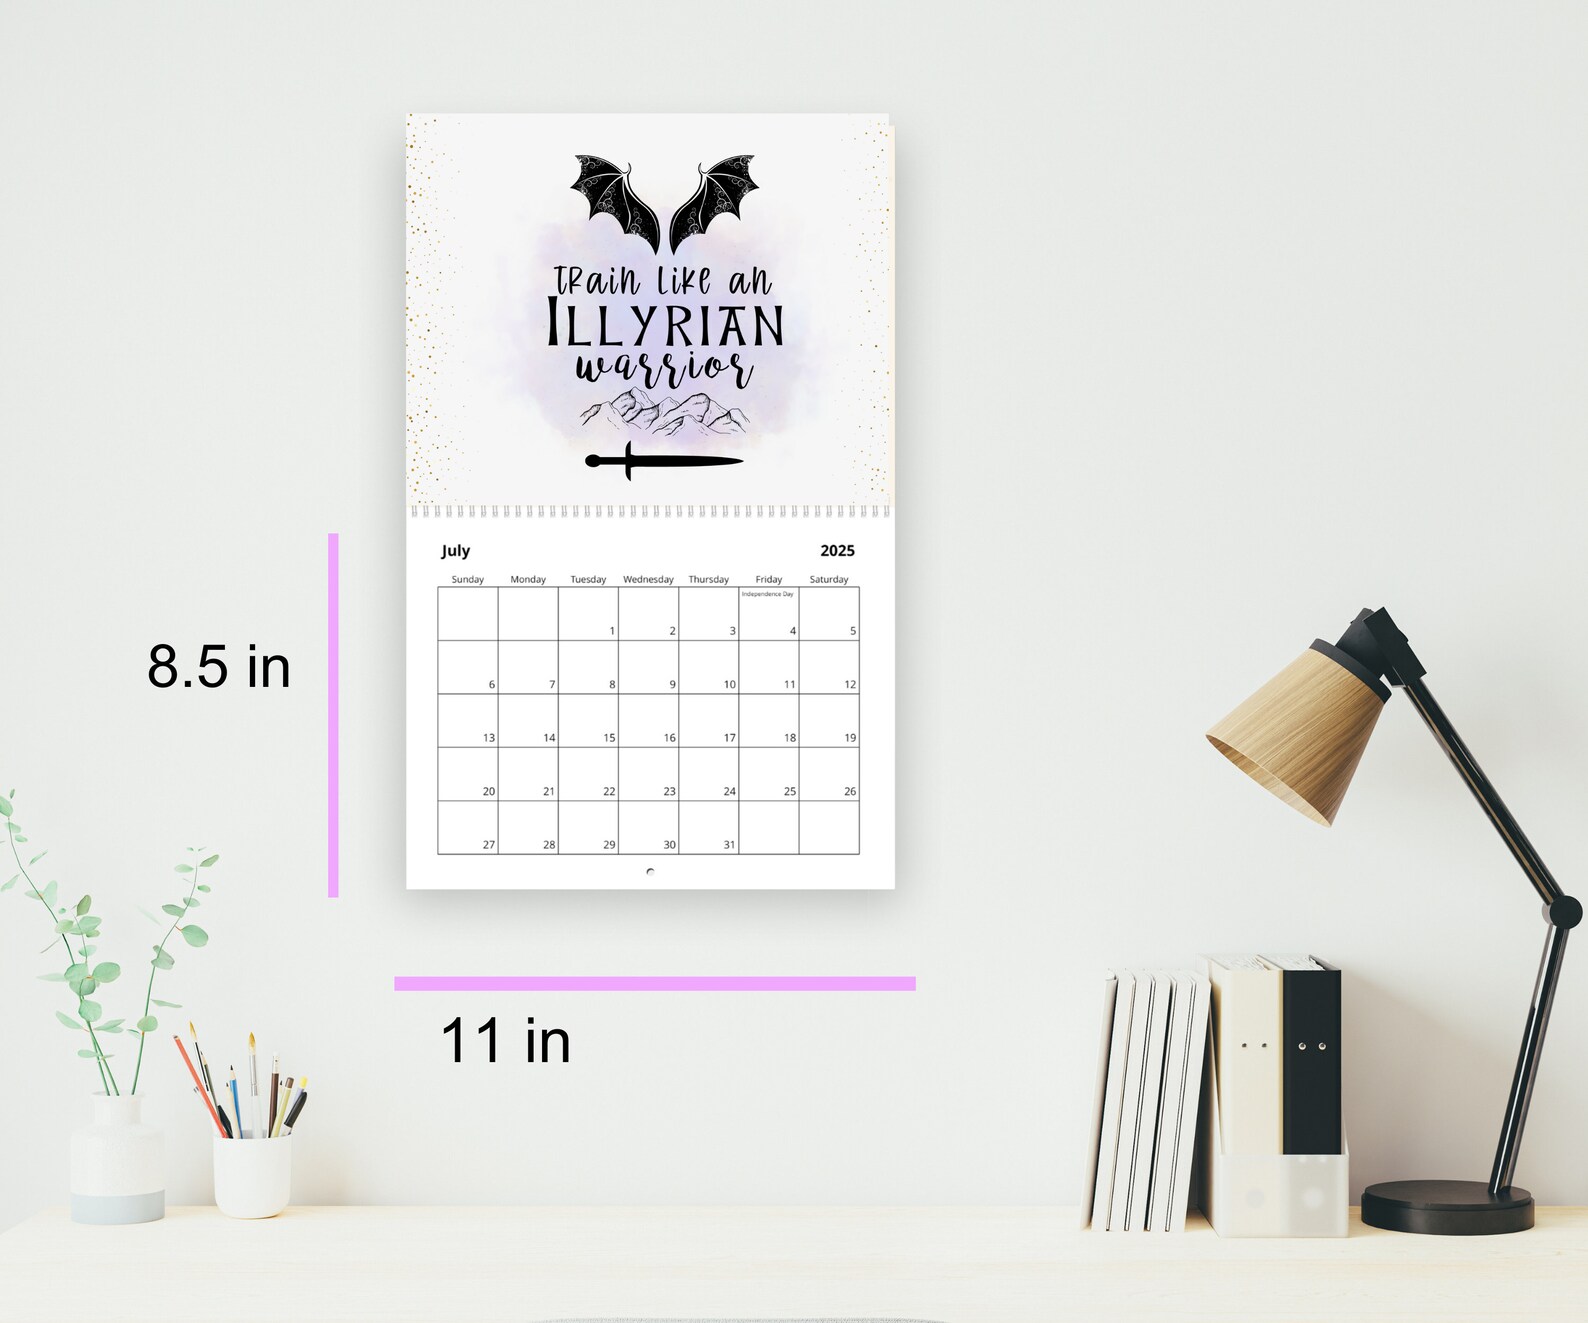 train like an
ILLYRIAN
warrior
July 2025
Sunday Monday Tuesday Wednesday Thursday Friday Saturday
Independence Day
1 2 3 4 5
6 7 8 9 10 11 12
13 14 15 16 17 18 19
20 21 22 23 24 25 26
27 28 29 30 31
8.5 in
11 in